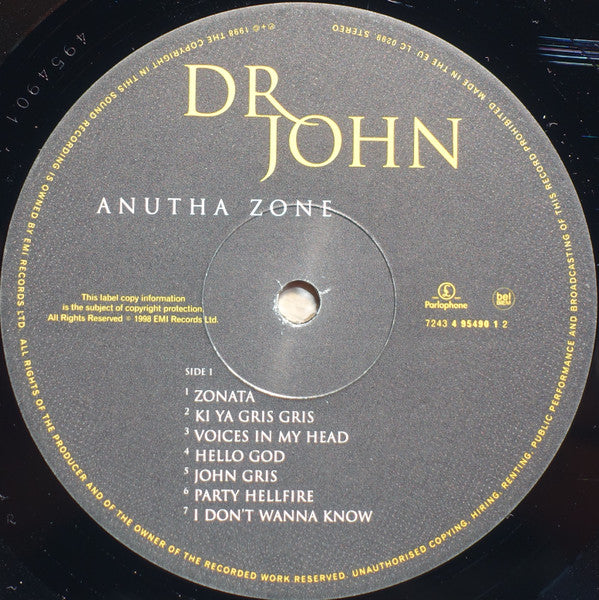 DR
JOHN
ANUTHA ZONE
This label copy information
is the subject of copyright protection.
All Rights Reserved © 1998 EMI Records Ltd.
Parlophone
7243 4 95490 1 2
SIDE 1
1 ZONATA
2 KI YA GRIS GRIS
3 VOICES IN MY HEAD
4 HELLO GOD
5 JOHN GRIS
6 PARTY HELLFIRE
7 I DON'T WANNA KNOW
℗+© 1998 THE COPYRIGHT IN THIS SOUND RECORDING IS OWNED BY EMI RECORDS LTD. ALL RIGHTS OF THE PRODUCER AND OF THE OWNER OF THE RECORDED WORK RESERVED. UNAUTHORISED COPYING, HIRING, RENTING, PUBLIC PERFORMANCE AND BROADCASTING OF THIS RECORD PROHIBITED MADE IN THE EU. LC 0299 STEREO
4954901